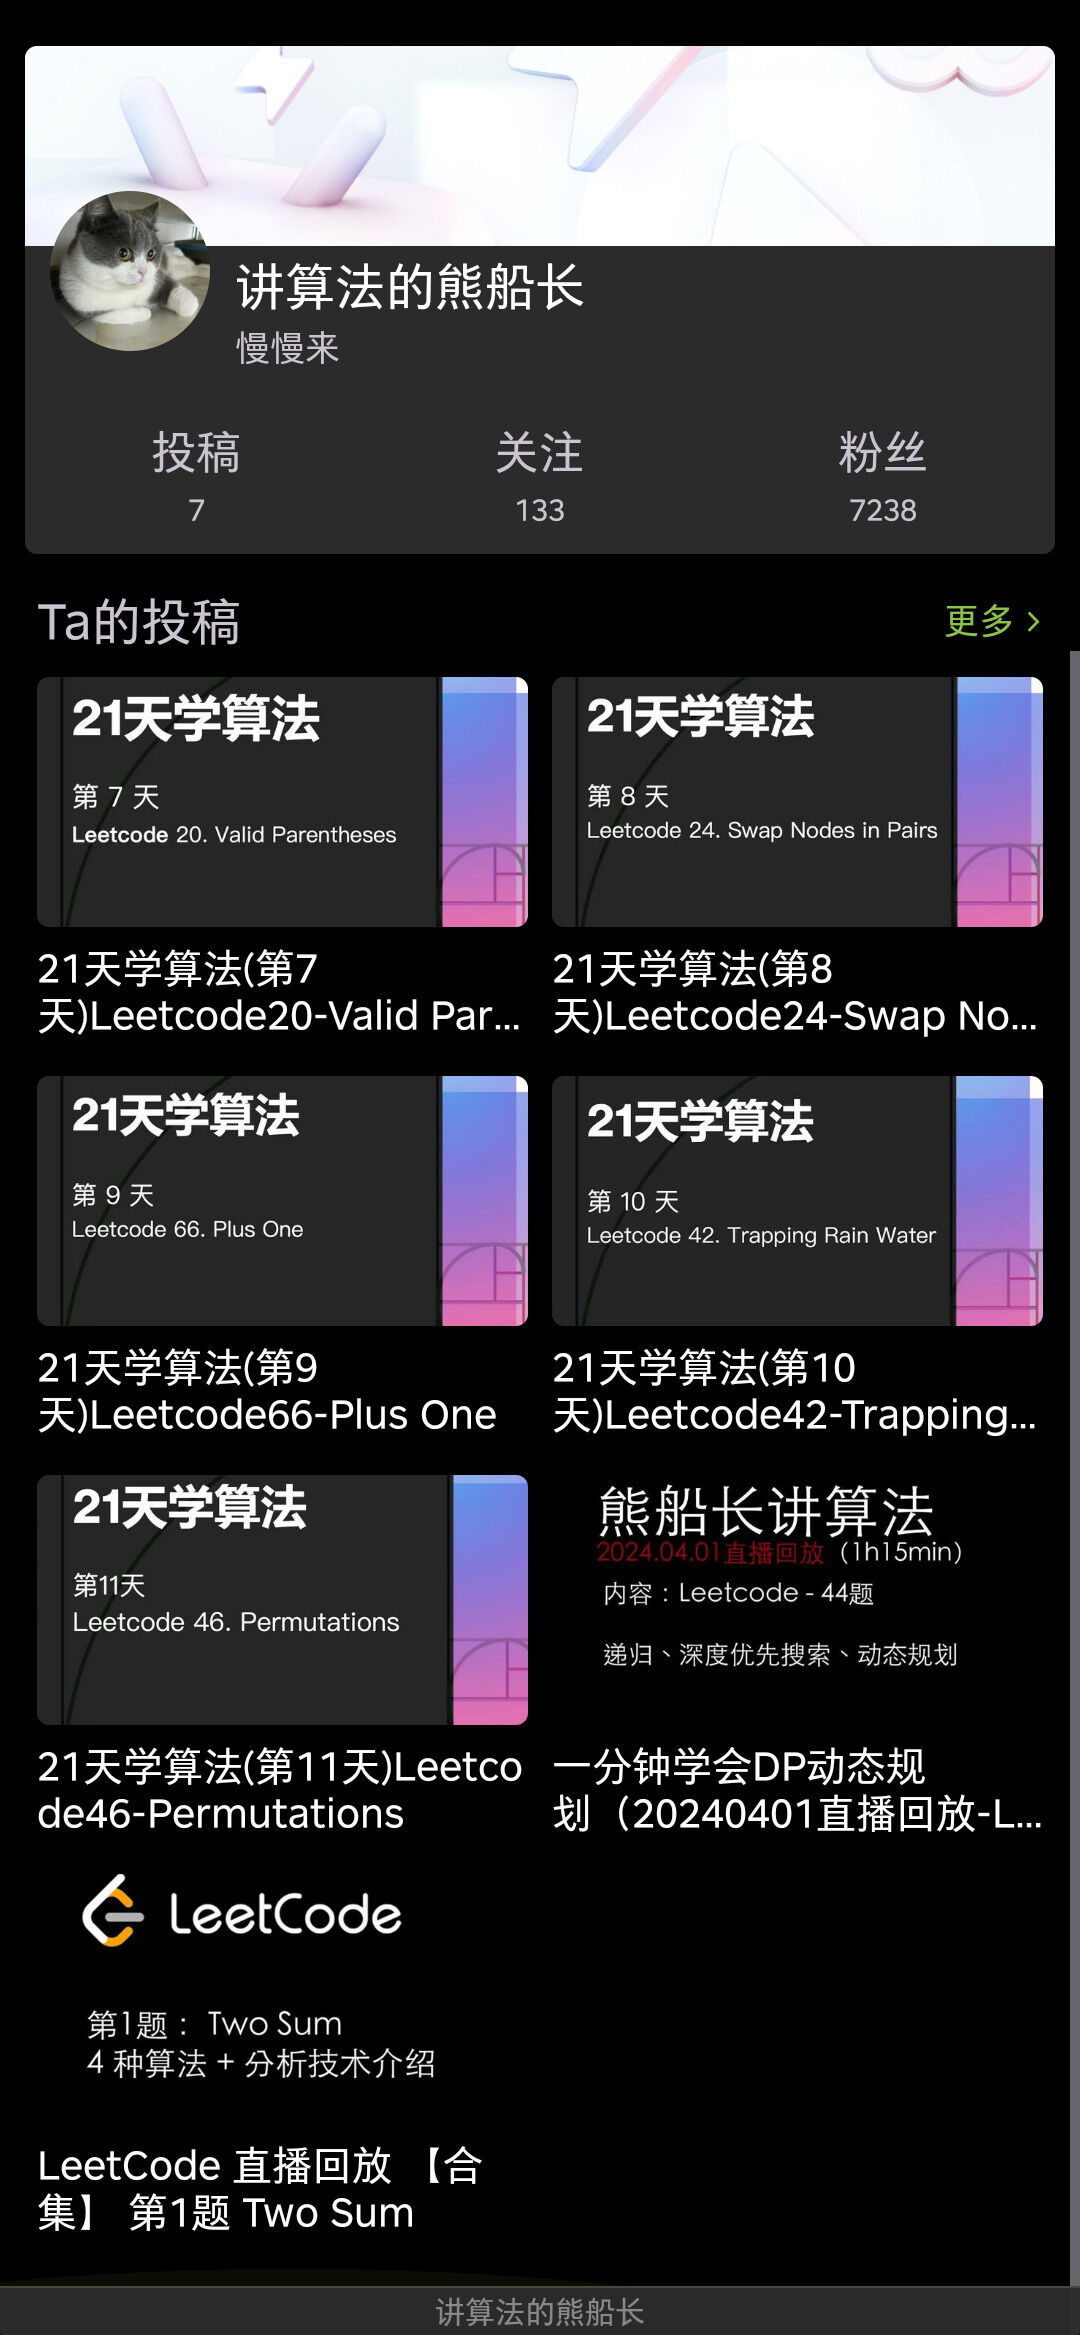 讲算法的熊船长
慢慢来
投稿 关注 粉丝
7 133 7238
Ta的投稿 更多
21天学算法
第 7 天
Leetcode 20. Valid Parentheses
21天学算法(第7
天)Leetcode20-Valid Par...
21天学算法
第 8 天
Leetcode 24. Swap Nodes in Pairs
21天学算法(第8
天)Leetcode24-Swap No...
21天学算法
第 9 天
Leetcode 66. Plus One
21天学算法(第9
天)Leetcode66-Plus One
21天学算法
第 10 天
Leetcode 42. Trapping Rain Water
21天学算法(第10
天)Leetcode42-Trapping...
21天学算法
第11天
Leetcode 46. Permutations
21天学算法(第11天)Leetco
de46-Permutations
熊船长讲算法
2024.04.01直播回放（1h15min）
内容：Leetcode - 44题
递归、深度优先搜索、动态规划
一分钟学会DP动态规
划（20240401直播回放-L...
LeetCode
第1题： Two Sum
4 种算法 + 分析技术介绍
LeetCode 直播回放 【合
集】 第1题 Two Sum
讲算法的熊船长